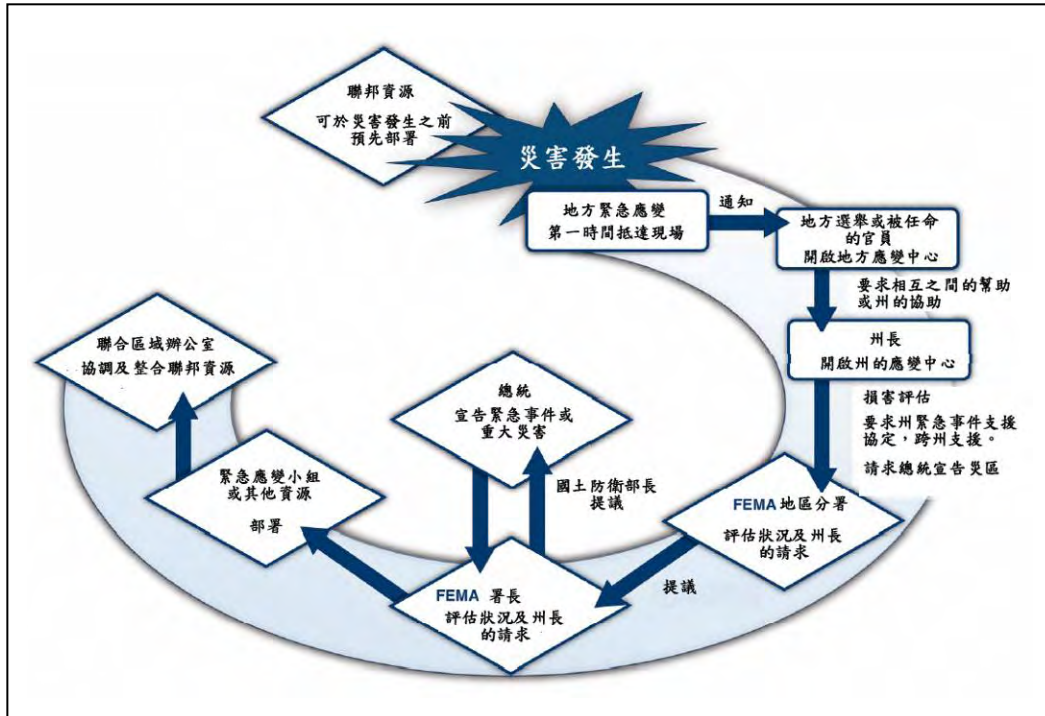 聯邦資源
可於災害發生之前
預先部署
災害發生
地方緊急應變
第一時間抵達現場
通知
地方選舉或被任命
的官員
開啟地方應變中心
要求相互之間的幫助
或州的協助
州長
開啟州的應變中心
損害評估
要求州緊急事件支援
協定，跨州支援。
請求總統宣告災區
FEMA 地區分署
評估狀況及州長
的請求
提議
FEMA 署長
評估狀況及州長
的請求
國土防衛部長
提議
總統
宣告緊急事件或
重大災害
緊急應變小組
或其他資源
部署
聯合區域辦公室
協調及整合聯邦資源